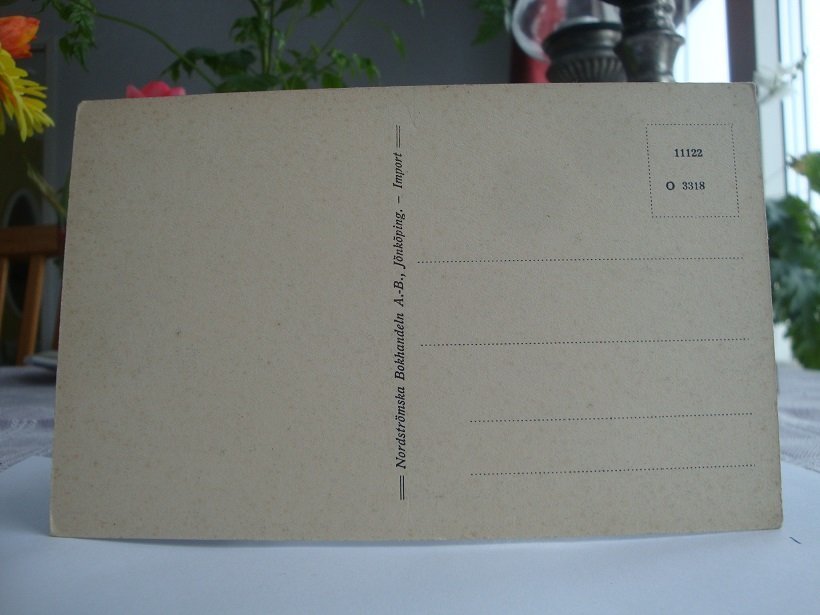 Nordströmska Bokhandeln A.-B., Jönköping. – Import
11122
O 3318